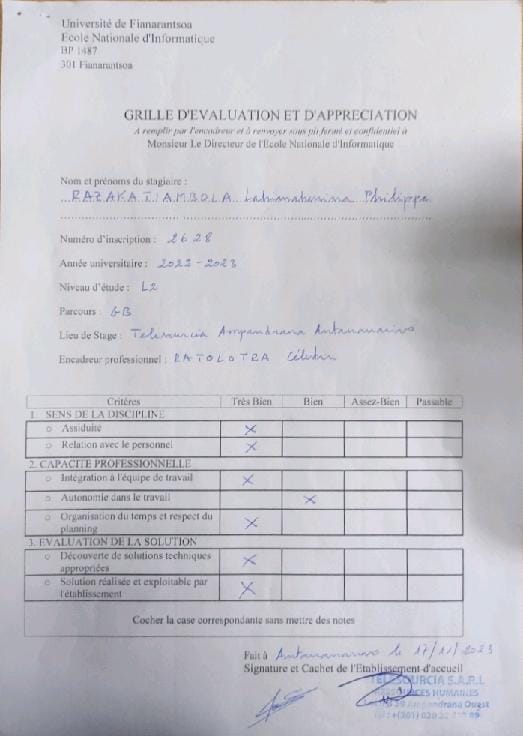 Université de Fianarantsoa
Ecole Nationale d'Informatique
BP 1487
301 Fianarantsoa
GRILLE D'EVALUATION ET D'APPRECIATION
A remplir par l'encadreur et à renvoyer sous pli fermé et confidentiel à
Monsieur Le Directeur de l'Ecole Nationale d'Informatique
Nom et prénoms du stagiaire :
RAZAKATIAMBOLA Philippe
Numéro d'inscription : 2628
Année universitaire : 2022-2023
Niveau d'étude : L2
Parcours : GB
Lieu de Stage : Telesourcia Ampandrana Antananarivo
Encadreur professionnel : RATOLOTRA Célestin
Critères Très Bien Bien Assez-Bien Passable
1. SENS DE LA DISCIPLINE
o Assiduité X
o Relation avec le personnel X
2. CAPACITE PROFESSIONNELLE
o Intégration à l'équipe de travail X
o Autonomie dans le travail X
o Organisation du temps et respect du
planning X
3. EVALUATION DE LA SOLUTION
o Découverte de solutions techniques
appropriées X
o Solution réalisée et exploitable par
l'établissement X
Cocher la case correspondante sans mettre des notes
Fait à Antananarivo le 17/11/2023
Signature et Cachet de l'Etablissement d'accueil
TELESOURCIA S.A.R.L
RESSOURCES HUMAINES
Ampandrana Ouest